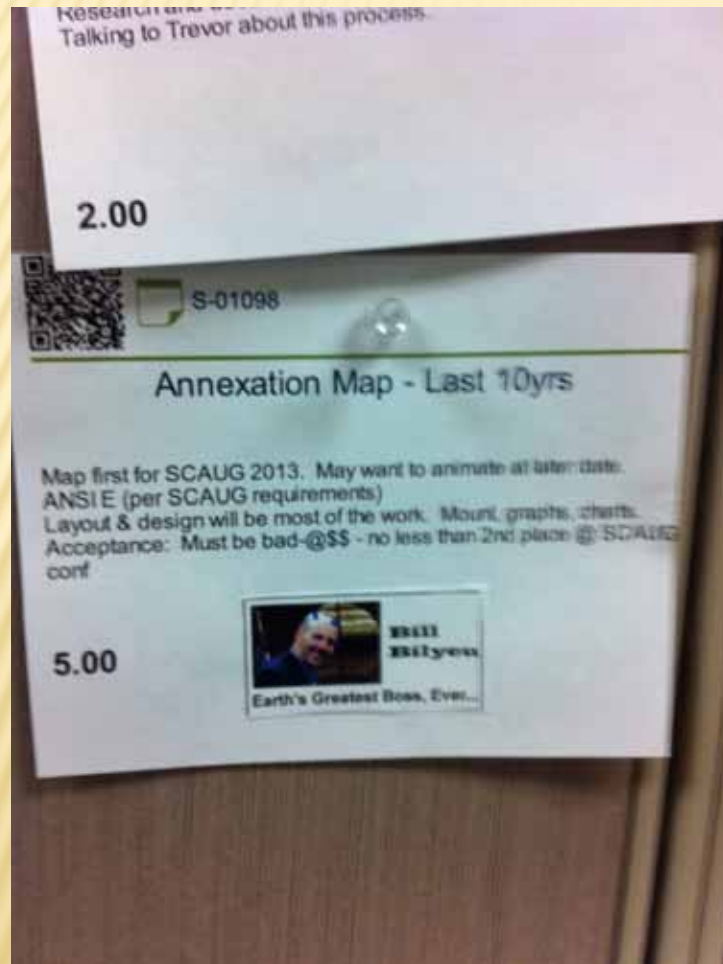 Research and
Talking to Trevor about this process.
2.00
S-01098
Annexation Map - Last 10yrs
Map first for SCAUG 2013. May want to animate at later date.
ANSI E (per SCAUG requirements)
Layout & design will be most of the work. Mount, graphs, charts.
Acceptance: Must be bad-@$$ - no less than 2nd place @ SCAUG
conf
5.00
Bill
Bilyeu
Earth's Greatest Boss, Ever...